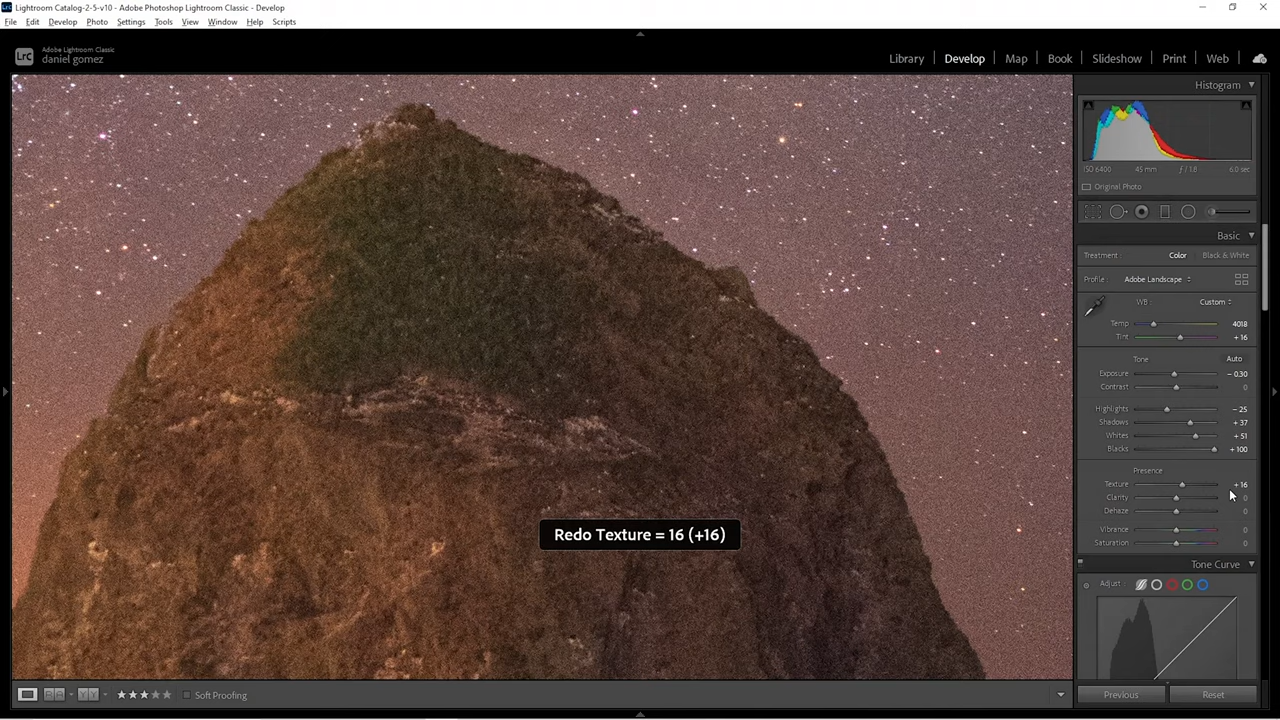 Lightroom Catalog-2-5-v10 - Adobe Photoshop Lightroom Classic - Develop
File Edit Develop Photo Settings Tools View Window Help Scripts
LrC
Adobe Lightroom Classic
daniel gomez
Library Develop Map Book Slideshow Print Web
Histogram
ISO 6400 45 mm ƒ / 1.8 6.0 sec
Original Photo
Basic
Treatment : Color Black & White
Profile : Adobe Landscape
WB : Custom
Temp 4018
Tint + 16
Tone Auto
Exposure − 0.30
Contrast 0
Highlights − 25
Shadows + 37
Whites + 51
Blacks + 100
Presence
Texture + 16
Clarity 0
Dehaze 0
Vibrance 0
Saturation 0
Redo Texture = 16 (+16)
Tone Curve
Adjust :
Soft Proofing
Previous Reset